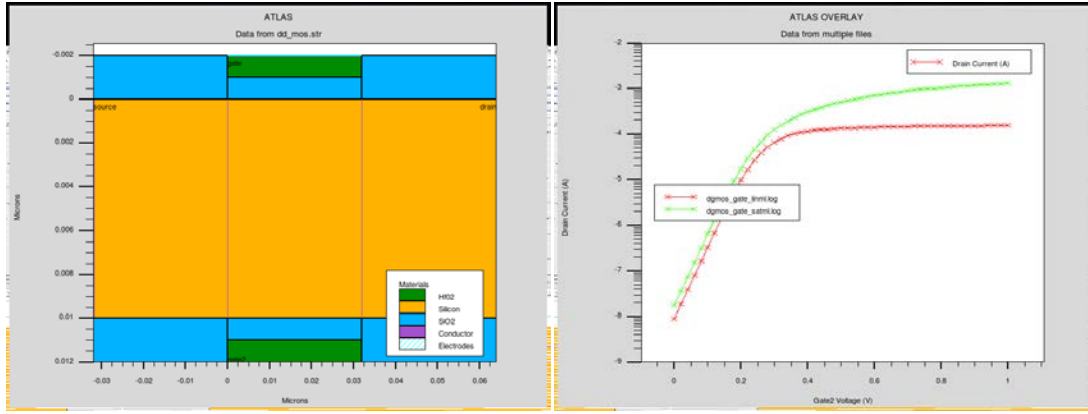 ATLAS
Data from dd_mos.str
-0.002
0
0.002
0.004
0.006
0.008
0.01
0.012
Microns
gate
source
drain
Materials
HfO2
Silicon
SiO2
Conductor
Electrodes
-0.03
-0.02
-0.01
0
0.01
0.02
0.03
0.04
0.05
0.06
Microns
ATLAS OVERLAY
Data from multiple files
-2
-3
-4
-5
-6
-7
-8
-9
Drain Current (A)
Drain Current (A)
dgmos_gate_linml.log
dgmos_gate_satml.log
0
0.2
0.4
0.6
0.8
1
Gate2 Voltage (V)